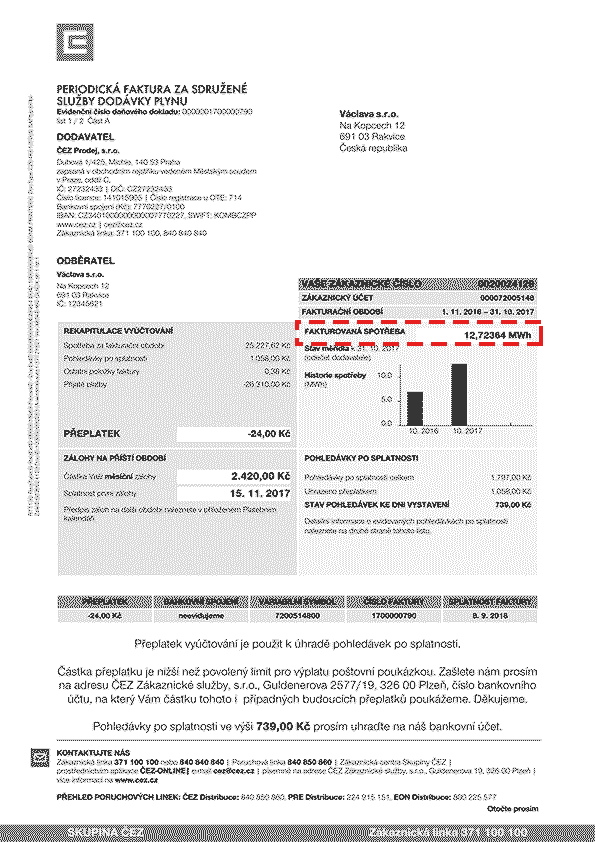 PERIODICKÁ FAKTURA ZA SDRUŽENÉ
SLUŽBY DODÁVKY PLYNU
Evidenční číslo daňového dokladu: 0000001700000790
list 1 / 2 Část A
DODAVATEL
ČEZ Prodej, s.r.o.
Duhová 1/425, Michle, 140 53 Praha
zapsaná v obchodním rejstříku vedeném Městským soudem
v Praze, oddíl C,
IČ: 27232433 | DIČ: CZ27232433
Číslo licence: 141015995 | Číslo registrace u OTE: 714
Bankovní spojení (Kč): 7770227/0100
IBAN: CZ3401000000000007770227, SWIFT: KOMBCZPP
www.cez.cz | cez@cez.cz
Zákaznická linka: 371 100 100, 840 840 840
Václava s.r.o.
Na Kopcech 12
691 03 Rakvice
Česká republika
ODBĚRATEL
Václava s.r.o.
Na Kopcech 12
691 03 Rakvice
IČ: 12345621
VAŠE ZÁKAZNICKÉ ČÍSLO 0020024128
ZÁKAZNICKÝ ÚČET 000072005148
FAKTURAČNÍ OBDOBÍ 1. 11. 2016 – 31. 10. 2017
REKAPITULACE VYÚČTOVÁNÍ
Spotřeba za fakturační období 25 227,62 Kč
Pohledávky po splatnosti 1 058,00 Kč
Ostatní položky faktury 0,38 Kč
Přijaté platby -26 310,00 Kč
PŘEPLATEK -24,00 Kč
FAKTUROVANÁ SPOTŘEBA 12,72364 MWh
Stav měřidla k 31. 10. 2017
(odečet dodavatele)
Historie spotřeby
(MWh)
10.0
5.0
0.0
10. 2016 10. 2017
ZÁLOHY NA PŘÍŠTÍ OBDOBÍ
Částka Vaší měsíční zálohy 2.420,00 Kč
Splatnost první zálohy 15. 11. 2017
Předpis záloh na další období naleznete v přiloženém Platebním
kalendáři.
POHLEDÁVKY PO SPLATNOSTI
Pohledávky po splatnosti celkem 1.797,00 Kč
Uhrazeno přeplatkem 1.058,00 Kč
STAV POHLEDÁVEK KE DNI VYSTAVENÍ 739,00 Kč
Detailní informace o evidovaných pohledávkách po splatnosti
naleznete na druhé straně tohoto listu.
PŘEPLATEK BANKOVNÍ SPOJENÍ VARIABILNÍ SYMBOL ČÍSLO FAKTURY SPLATNOST FAKTURY
-24,00 Kč neevidujeme 7200514800 1700000790 8. 9. 2018
Přeplatek vyúčtování je použit k úhradě pohledávek po splatnosti.
Částka přeplatku je nižší než povolený limit pro výplatu poštovní poukázkou. Zašlete nám prosím
na adresu ČEZ Zákaznické služby, s.r.o., Guldenerova 2577/19, 326 00 Plzeň, číslo bankovního
účtu, na který Vám částku tohoto i případných budoucích přeplatků poukážeme. Děkujeme.
Pohledávky po splatnosti ve výši 739,00 Kč prosím uhraďte na náš bankovní účet.
KONTAKTUJTE NÁS
Zákaznická linka 371 100 100 nebo 840 840 840 | Poruchová linka 840 850 860 | Zákaznická centra Skupiny ČEZ |
prostřednictvím aplikace ČEZ-ONLINE | e-mail cez@cez.cz | písemně na adrese ČEZ Zákaznické služby, s.r.o., Guldenerova 19, 326 00 Plzeň |
více informací na www.cez.cz
PŘEHLED PORUCHOVÝCH LINEK: ČEZ Distribuce: 840 850 860, PRE Distribuce: 224 915 151, EON Distribuce: 800 225 577
Otočte prosím
SKUPINA ČEZ Zákaznická linka 371 100 100